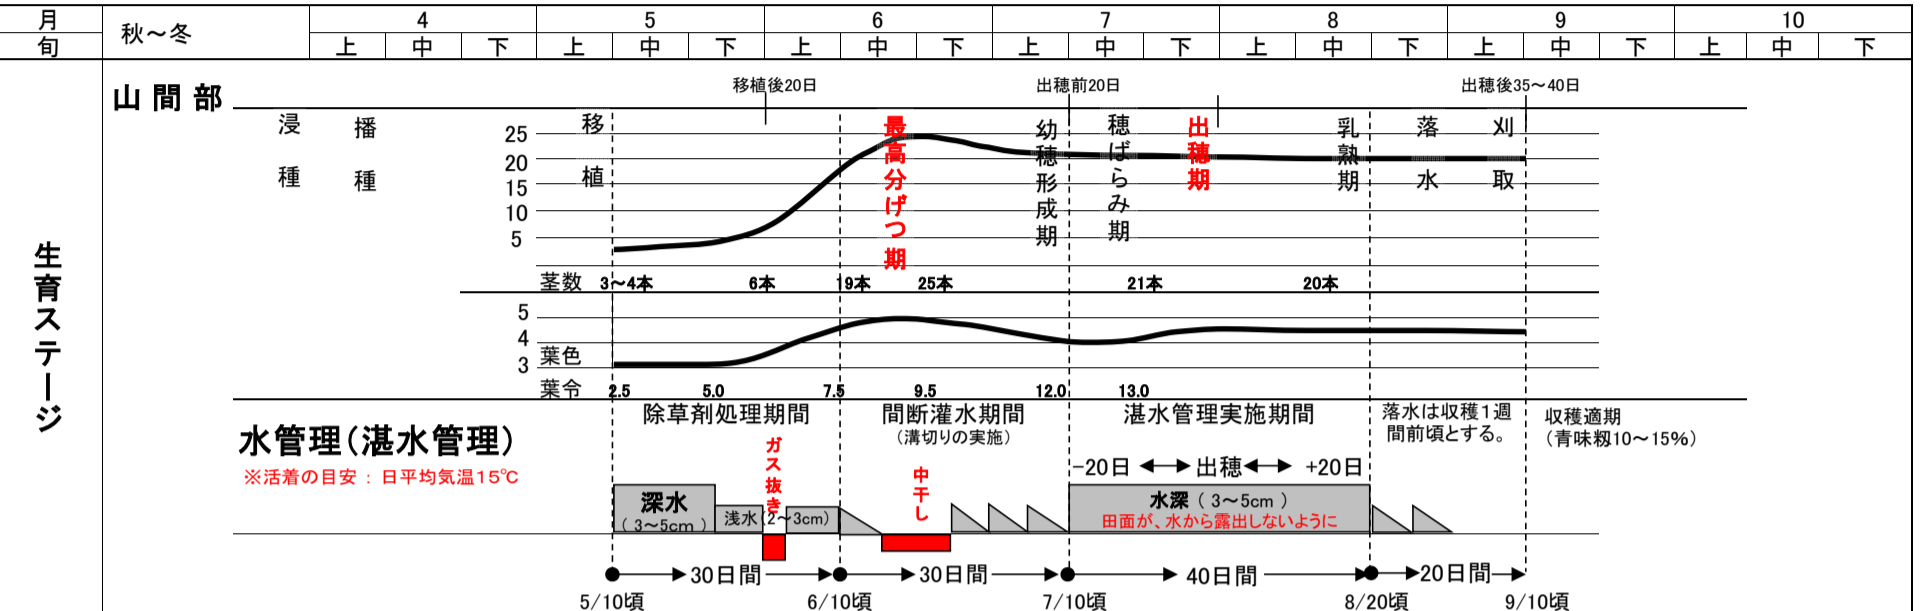 月 秋～冬 4 5 6 7 8 9 10
旬 上 中 下 上 中 下 上 中 下 上 中 下 上 中 下 上 中 下 上 中 下
生育ステージ
山間部
移植後20日 出穂前20日 出穂後35～40日
浸種
播種
移植
最高分げつ期
幼穂形成期
穂ばらみ期
出穂期
乳熟期
落水
刈取
25
20
15
10
5
茎数 3～4本 6本 19本 25本 21本 20本
5
4
3
葉色
葉令 2.5 5.0 7.5 9.5 12.0 13.0
水管理(湛水管理)
※活着の目安：日平均気温15℃
除草剤処理期間
間断灌水期間
(溝切りの実施)
湛水管理実施期間
落水は収穫1週
間前頃とする。
収穫適期
(青味籾10～15%)
ガス抜き
中干し
−20日 出穂 +20日
深水
(3～5cm)
浅水(2～3cm)
水深(3～5cm)
田面が、水から露出しないように
30日間 30日間 40日間 20日間
5/10頃 6/10頃 7/10頃 8/20頃 9/10頃